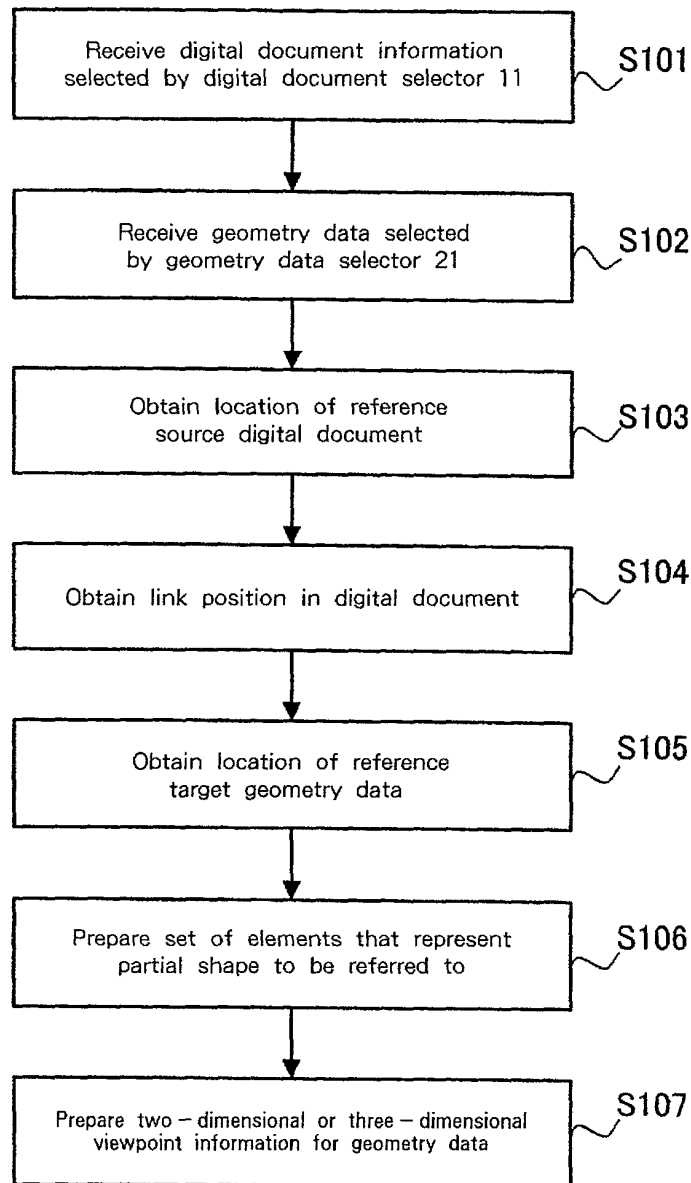 Receive digital document information
selected by digital document selector 11
S101
Receive geometry data selected
by geometry data selector 21
S102
Obtain location of reference
source digital document
S103
Obtain link position in digital document
S104
Obtain location of reference
target geometry data
S105
Prepare set of elements that represent
partial shape to be referred to
S106
Prepare two-dimensional or three-dimensional
viewpoint information for geometry data
S107